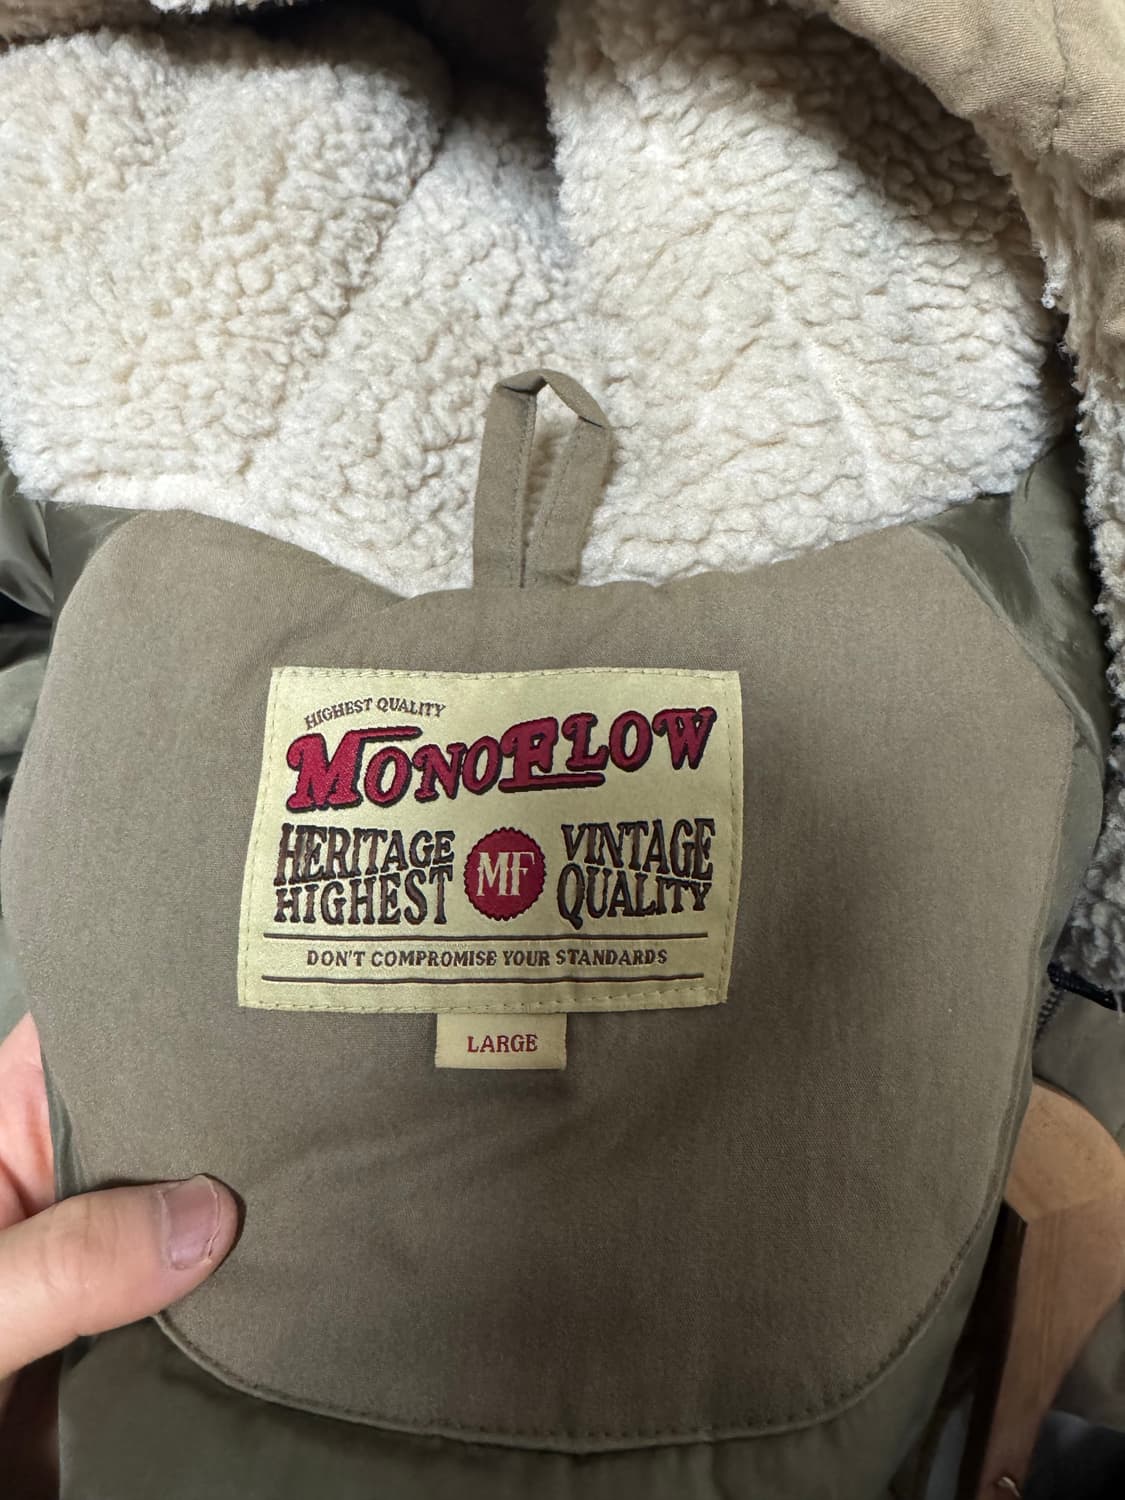 HIGHEST QUALITY
MONOFLOW
HERITAGE VINTAGE
HIGHEST MF QUALITY
DON'T COMPROMISE YOUR STANDARDS
LARGE